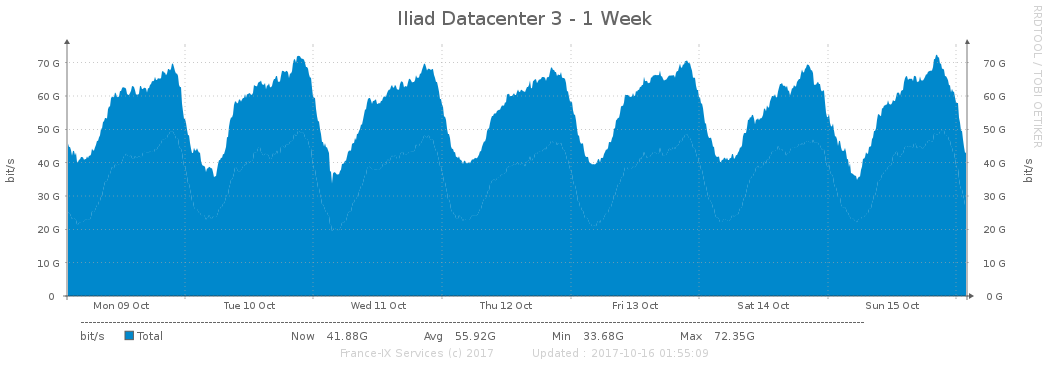 Iliad Datacenter 3 - 1 Week
RRDTOOL / TOBI OETIKER
bit/s
70 G
60 G
50 G
40 G
30 G
20 G
10 G
0
70 G
60 G
50 G
40 G
30 G
20 G
10 G
0 G
bit/s
Mon 09 Oct Tue 10 Oct Wed 11 Oct Thu 12 Oct Fri 13 Oct Sat 14 Oct Sun 15 Oct
bit/s Total Now 41.88G Avg 55.92G Min 33.68G Max 72.35G
France-IX Services (c) 2017 Updated : 2017-10-16 01:55:09